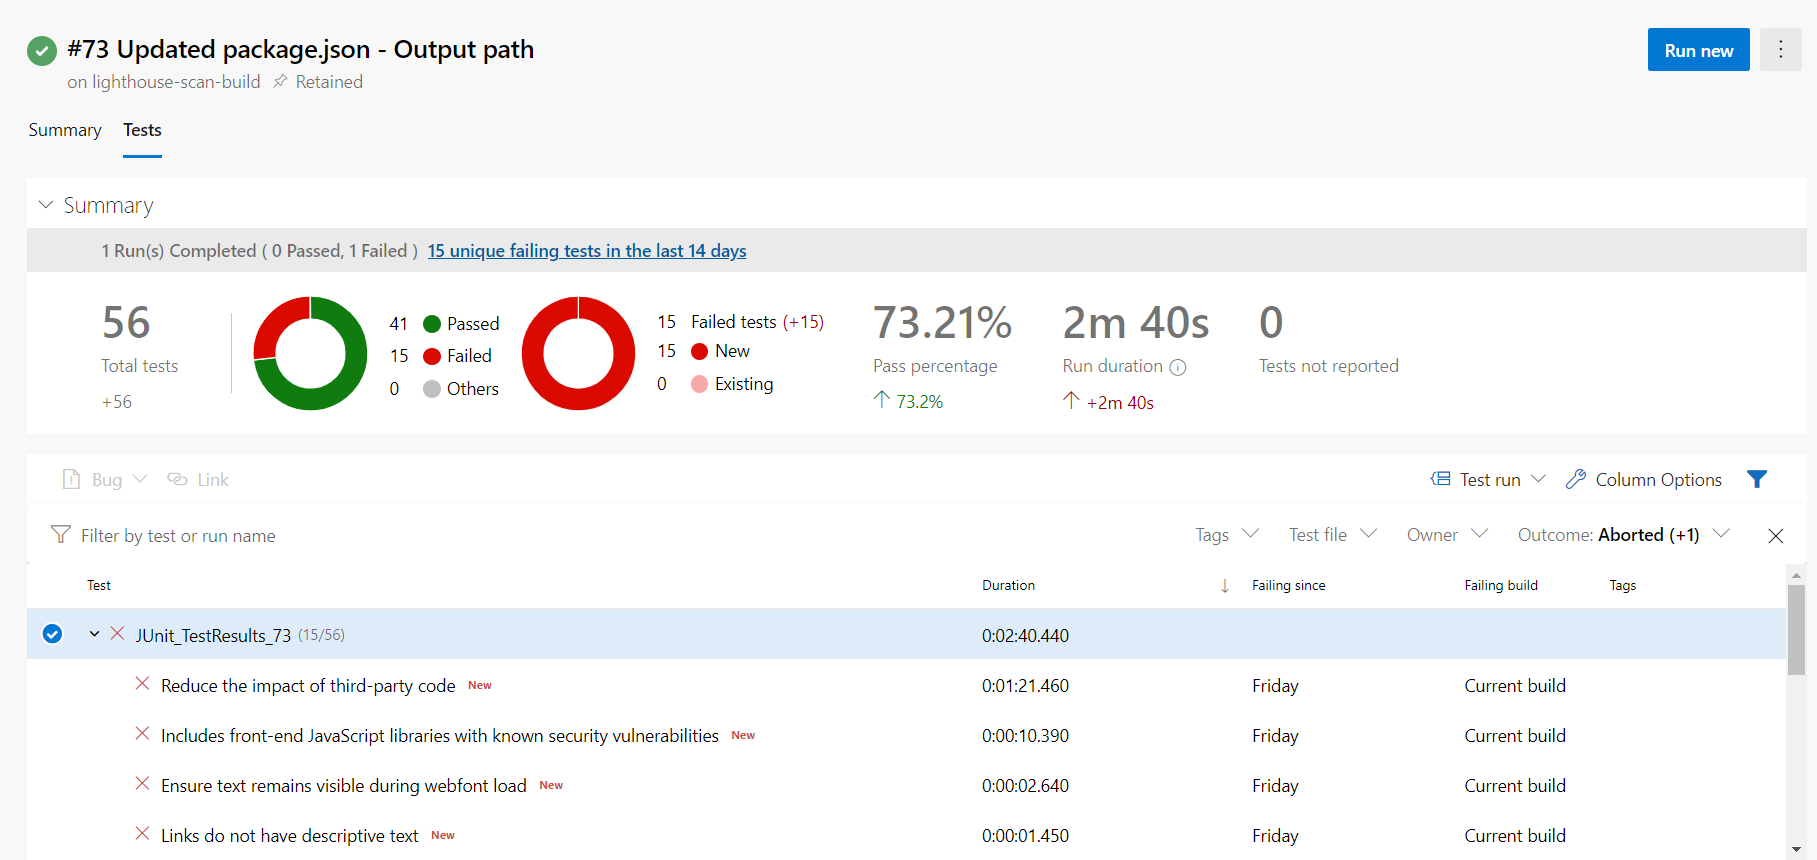 #73 Updated package.json - Output path
Run new
on lighthouse-scan-build Retained
Summary Tests
Summary
1 Run(s) Completed ( 0 Passed, 1 Failed ) 15 unique failing tests in the last 14 days
56
Total tests
+56
41 Passed
15 Failed
0 Others
15 Failed tests (+15)
15 New
0 Existing
73.21%
Pass percentage
73.2%
2m 40s
Run duration
+2m 40s
0
Tests not reported
Bug Link Test run Column Options
Filter by test or run name Tags Test file Owner Outcome: Aborted (+1)
Test Duration Failing since Failing build Tags
JUnit_TestResults_73 (15/56) 0:02:40.440
Reduce the impact of third-party code New 0:01:21.460 Friday Current build
Includes front-end JavaScript libraries with known security vulnerabilities New 0:00:10.390 Friday Current build
Ensure text remains visible during webfont load New 0:00:02.640 Friday Current build
Links do not have descriptive text New 0:00:01.450 Friday Current build